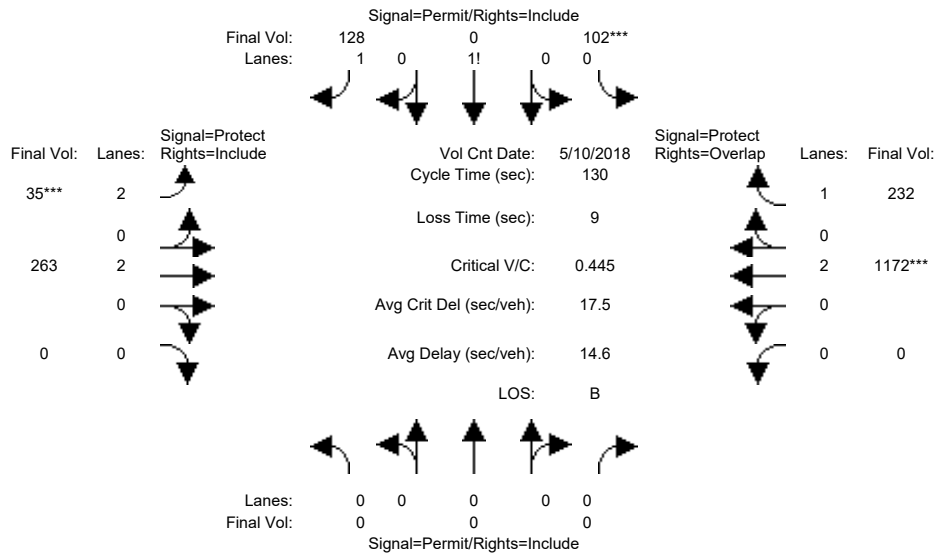 Signal=Permit/Rights=Include
Final Vol: 128 0 102***
Lanes: 1 0 1! 0 0
Signal=Protect Signal=Protect
Final Vol: Lanes: Rights=Include Vol Cnt Date: 5/10/2018 Rights=Overlap Lanes: Final Vol:
Cycle Time (sec): 130
35*** 2 1 232
Loss Time (sec): 9
0 0
263 2 Critical V/C: 0.445 2 1172***
0 Avg Crit Del (sec/veh): 17.5 0
0 0 Avg Delay (sec/veh): 14.6 0 0
LOS: B
Lanes: 0 0 0 0 0
Final Vol: 0 0 0
Signal=Permit/Rights=Include